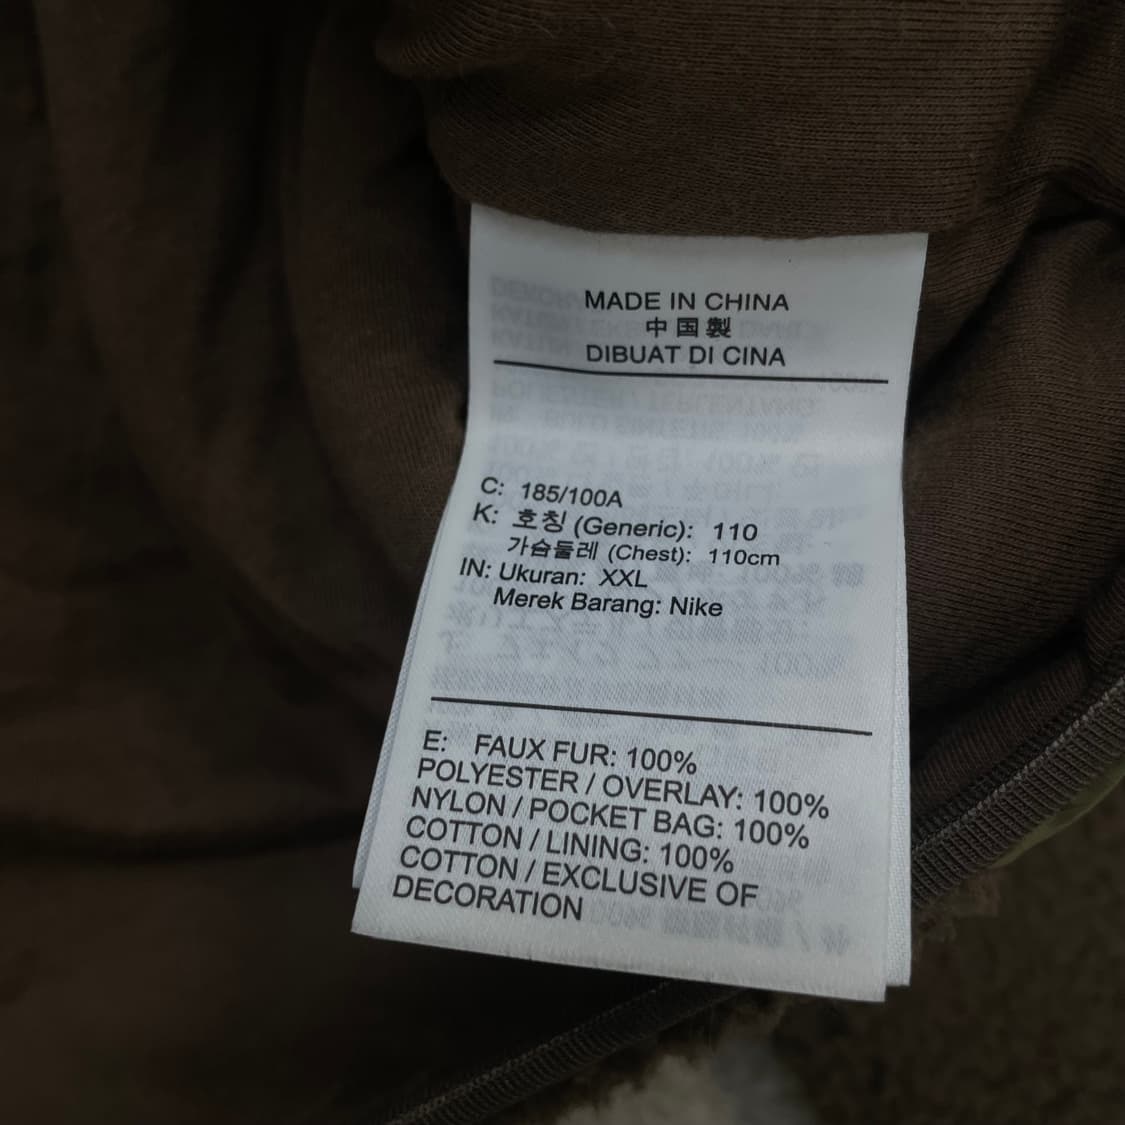 MADE IN CHINA
中国製
DIBUAT DI CINA
C: 185/100A
K: 호칭 (Generic): 110
가슴둘레 (Chest): 110cm
IN: Ukuran: XXL
Merek Barang: Nike
E: FAUX FUR: 100%
POLYESTER / OVERLAY: 100%
NYLON / POCKET BAG: 100%
COTTON / LINING: 100%
COTTON / EXCLUSIVE OF
DECORATION